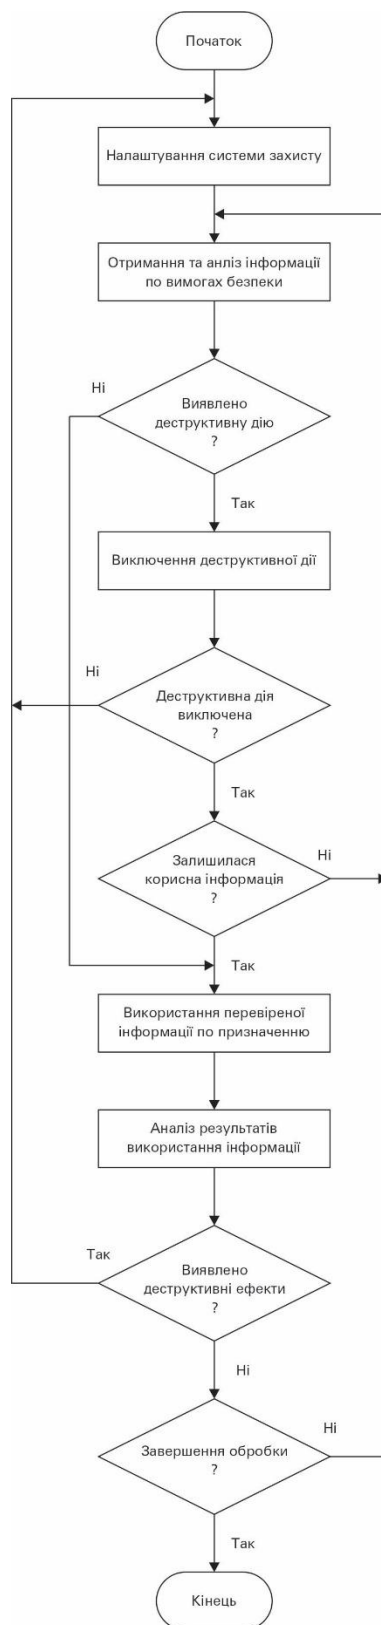 Початок
Налаштування системи захисту
Отримання та анліз інформації
по вимогах безпеки
Ні
Виявлено
деструктивну дію
?
Так
Виключення деструктивної дії
Ні
Деструктивна дія
виключена
?
Так
Залишилася
корисна інформація
?
Ні
Так
Використання перевіреної
інформації по призначенню
Аналіз результатів
використання інформації
Так
Виявлено
деструктивні ефекти
?
Ні
Завершення обробки
?
Ні
Так
Кінець